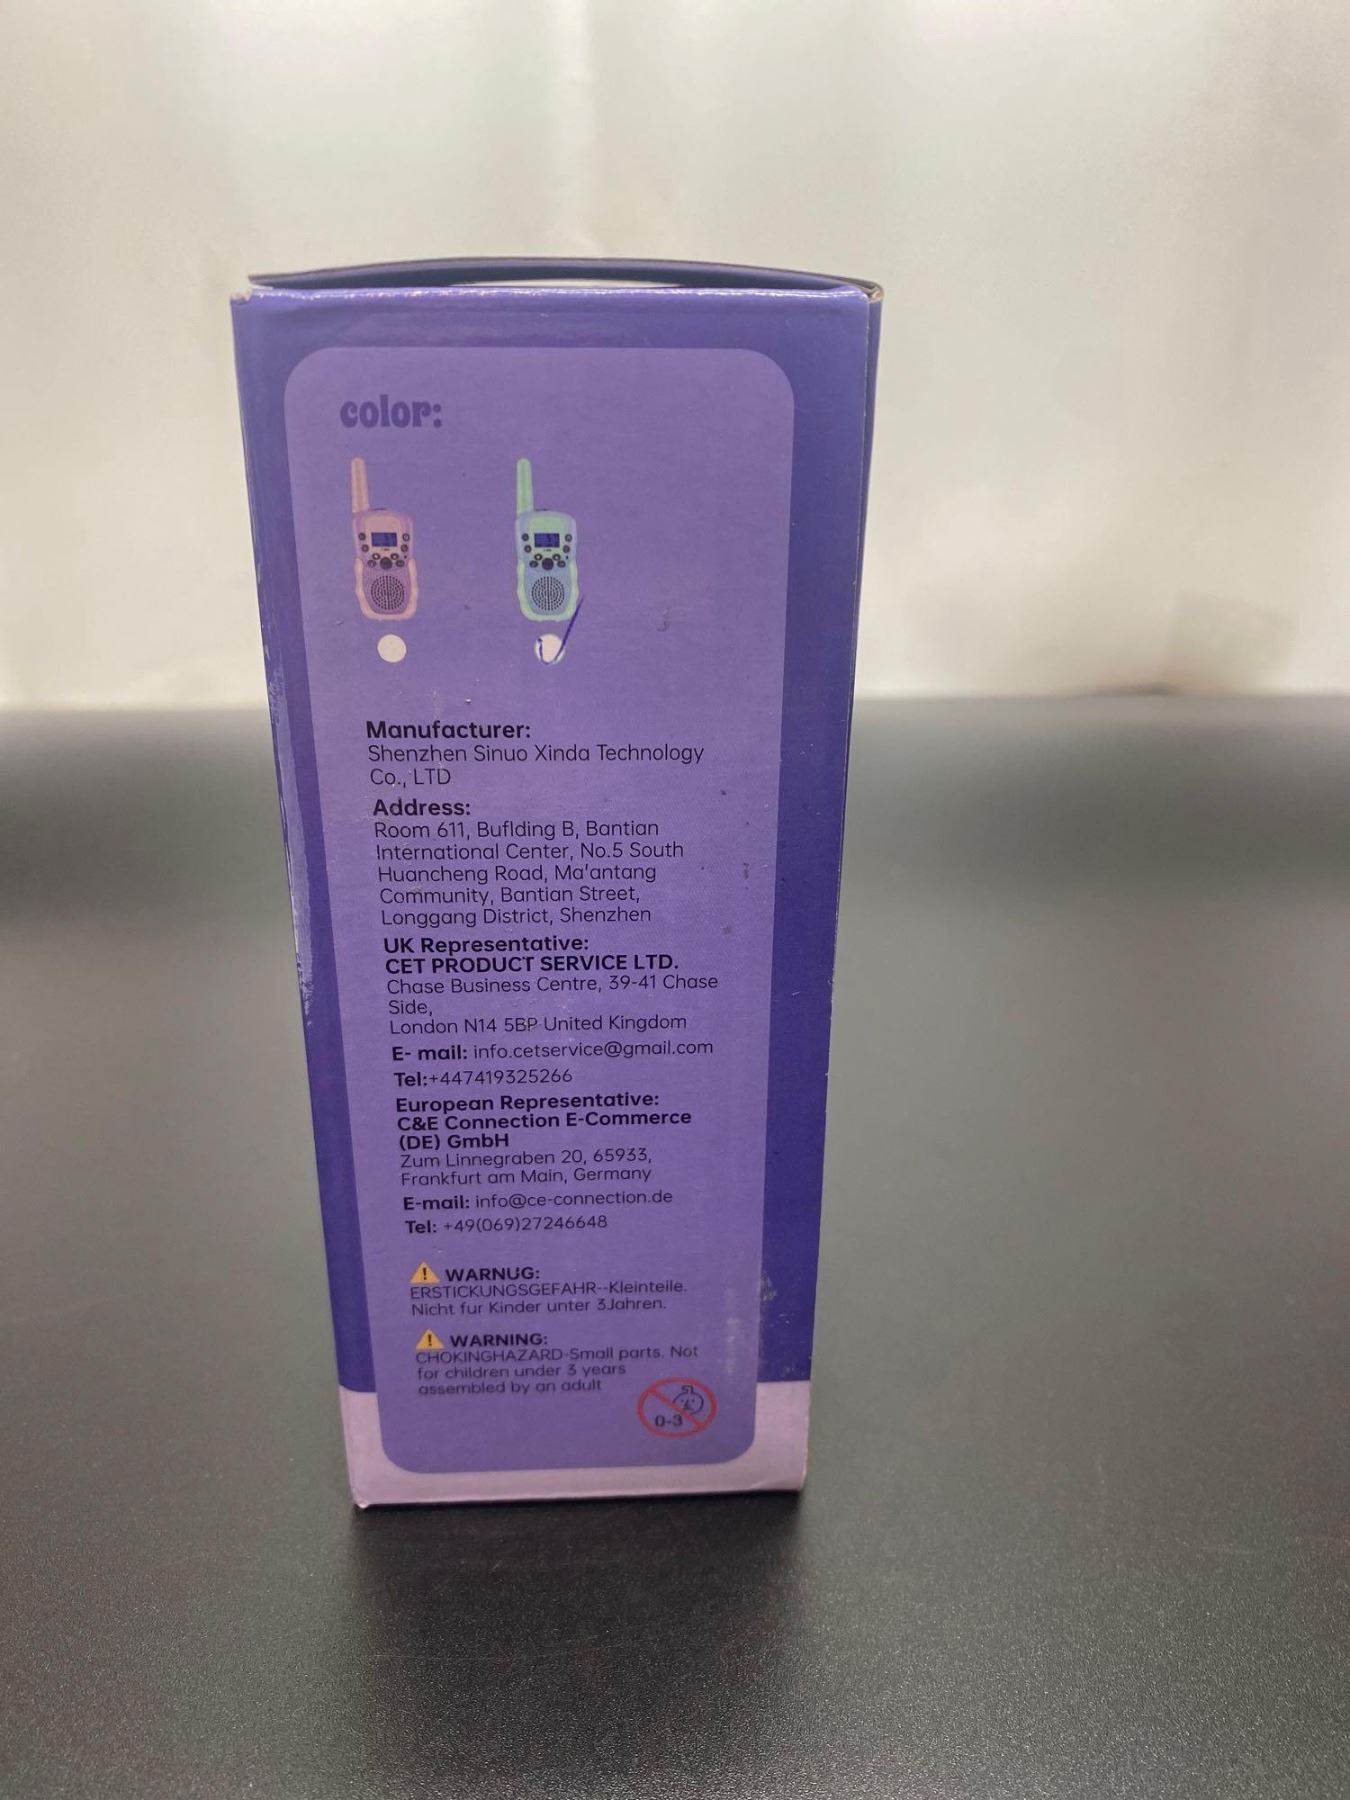 color:
Manufacturer:
Shenzhen Sinuo Xinda Technology
Co., LTD
Address:
Room 611, Buflding B, Bantian
International Center, No.5 South
Huancheng Road, Ma'antang
Community, Bantian Street,
Longgang District, Shenzhen
UK Representative:
CET PRODUCT SERVICE LTD.
Chase Business Centre, 39-41 Chase
Side,
London N14 5BP United Kingdom
E- mail: info.cetservice@gmail.com
Tel:+447419325266
European Representative:
C&E Connection E-Commerce
(DE) GmbH
Zum Linnegraben 20, 65933,
Frankfurt am Main, Germany
E-mail: info@ce-connection.de
Tel: +49(069)27246648
WARNUG:
ERSTICKUNGSGEFAHR--Kleinteile.
Nicht fur Kinder unter 3Jahren.
WARNING:
CHOKINGHAZARD-Small parts. Not
for children under 3 years
assembled by an adult
0-3